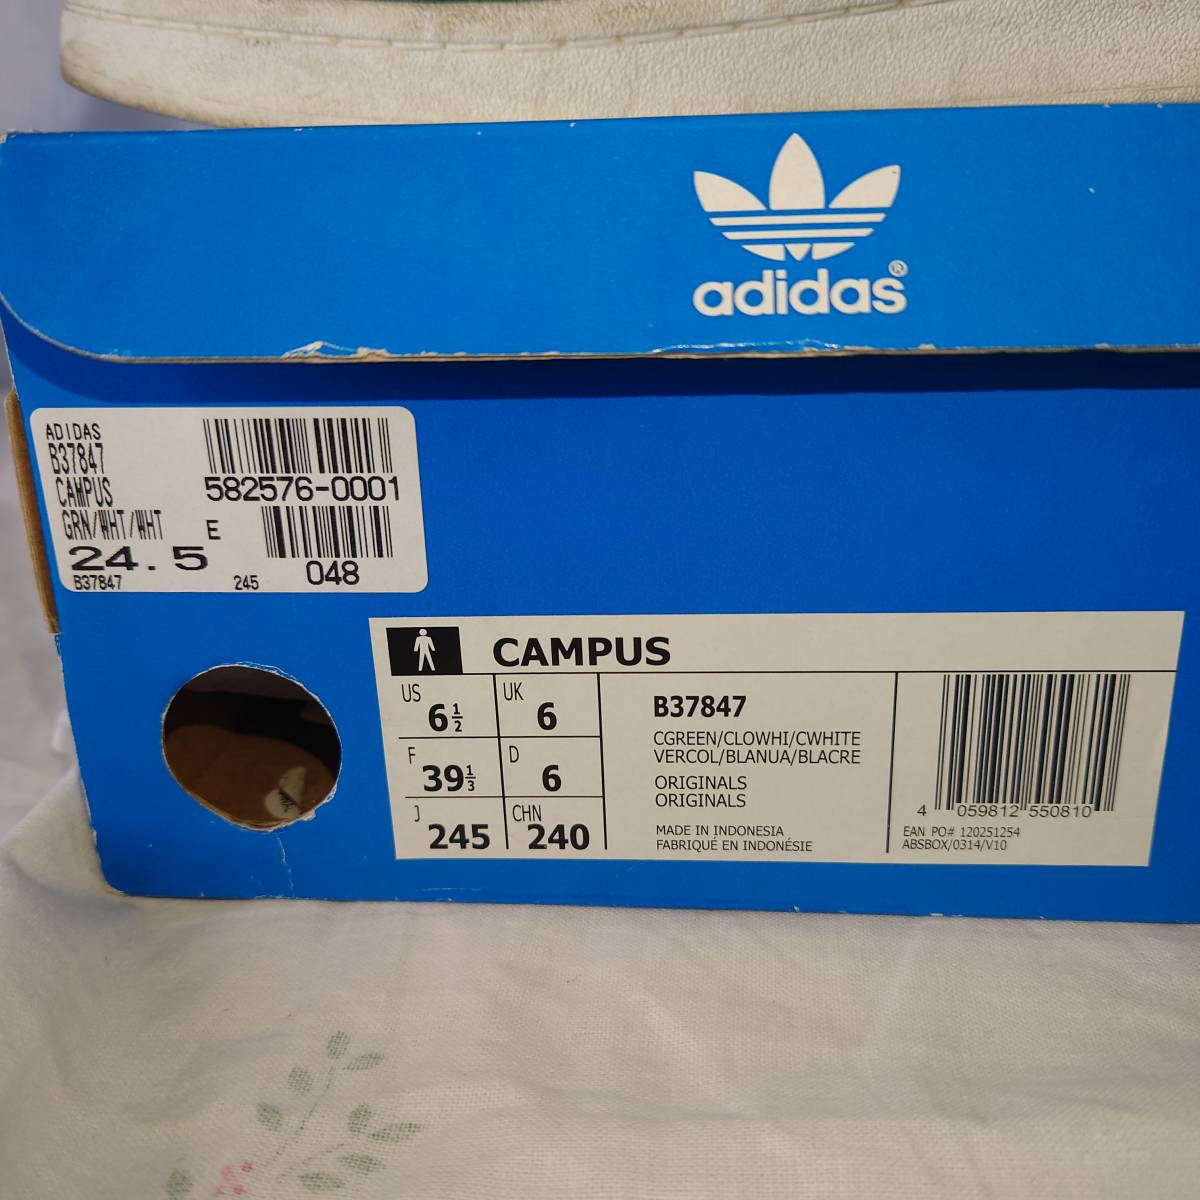 adidas®
ADIDAS
B37847
CAMPUS
582576-0001
GRN/WHT/WHT E
24.5
048
B37847 245
CAMPUS
US 6½ UK 6
F 39⅓ D 6
J 245 CHN 240
B37847
CGREEN/CLOWHI/CWHITE
VERCOL/BLANUA/BLACRE
ORIGINALS
ORIGINALS
MADE IN INDONESIA
FABRIQUÉ EN INDONÉSIE
4 059812 550810
EAN PO# 120251254
ABSBOX/0314/V10